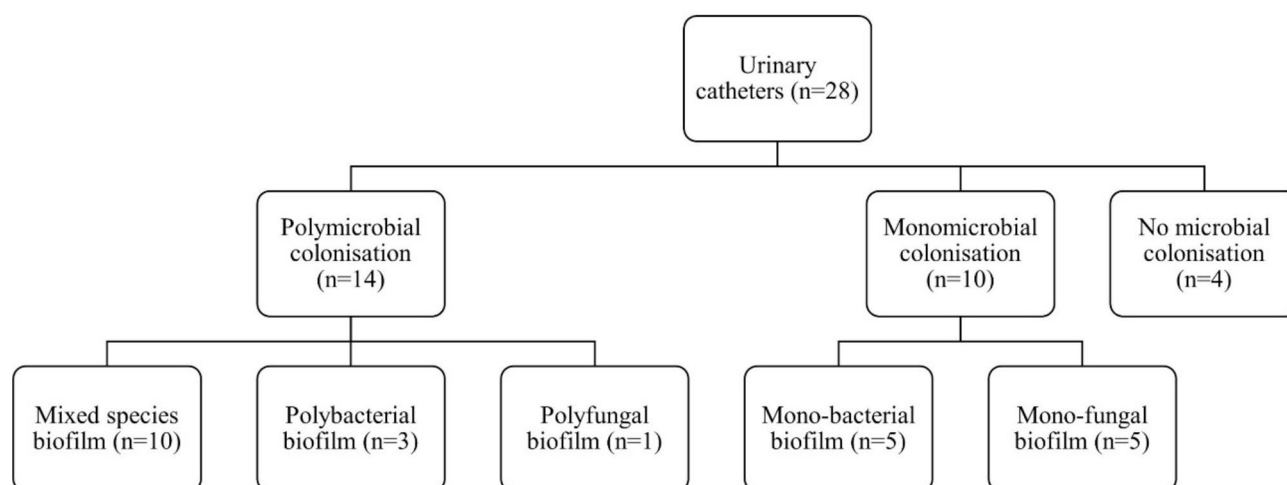 Urinary
catheters (n=28)
Polymicrobial
colonisation
(n=14)
Monomicrobial
colonisation
(n=10)
No microbial
colonisation
(n=4)
Mixed species
biofilm (n=10)
Polybacterial
biofilm (n=3)
Polyfungal
biofilm (n=1)
Mono-bacterial
biofilm (n=5)
Mono-fungal
biofilm (n=5)